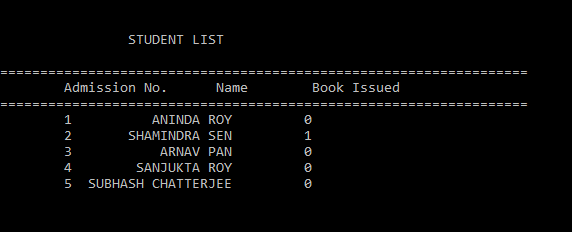 STUDENT LIST
==================================================================
Admission No. Name Book Issued
==================================================================
1 ANINDA ROY 0
2 SHAMINDRA SEN 1
3 ARNAV PAN 0
4 SANJUKTA ROY 0
5 SUBHASH CHATTERJEE 0